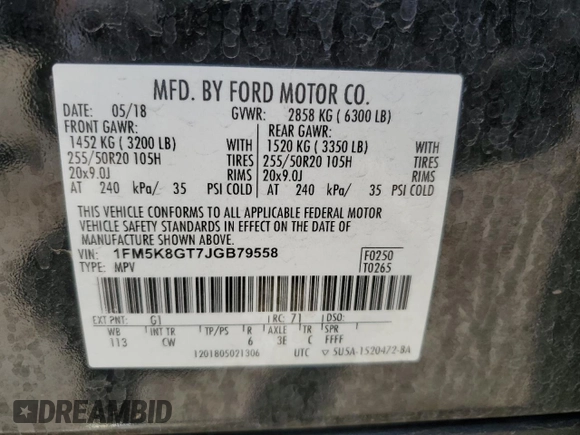 MFD. BY FORD MOTOR CO.
DATE: 05/18 GVWR: 2858 KG ( 6300 LB)
FRONT GAWR: REAR GAWR:
1452 KG ( 3200 LB) WITH 1520 KG ( 3350 LB) WITH
255/50R20 105H TIRES 255/50R20 105H TIRES
20x9.0J RIMS 20x9.0J RIMS
AT 240 kPa/ 35 PSI COLD AT 240 kPa/ 35 PSI COLD
THIS VEHICLE CONFORMS TO ALL APPLICABLE FEDERAL MOTOR
VEHICLE SAFETY STANDARDS IN EFFECT ON THE DATE OF
MANUFACTURE SHOWN ABOVE.
VIN: 1FM5K8GT7JGB79558 F0250
TYPE: MPV T0265
EXT PNT: G1 RC: 71 DSO:
WB INT TR TP/PS R AXLE TR SPR
113 CW 6 3E C FFFF
1201805021306 UTC ▽ 5U5A-1520472-BA
DREAMBID